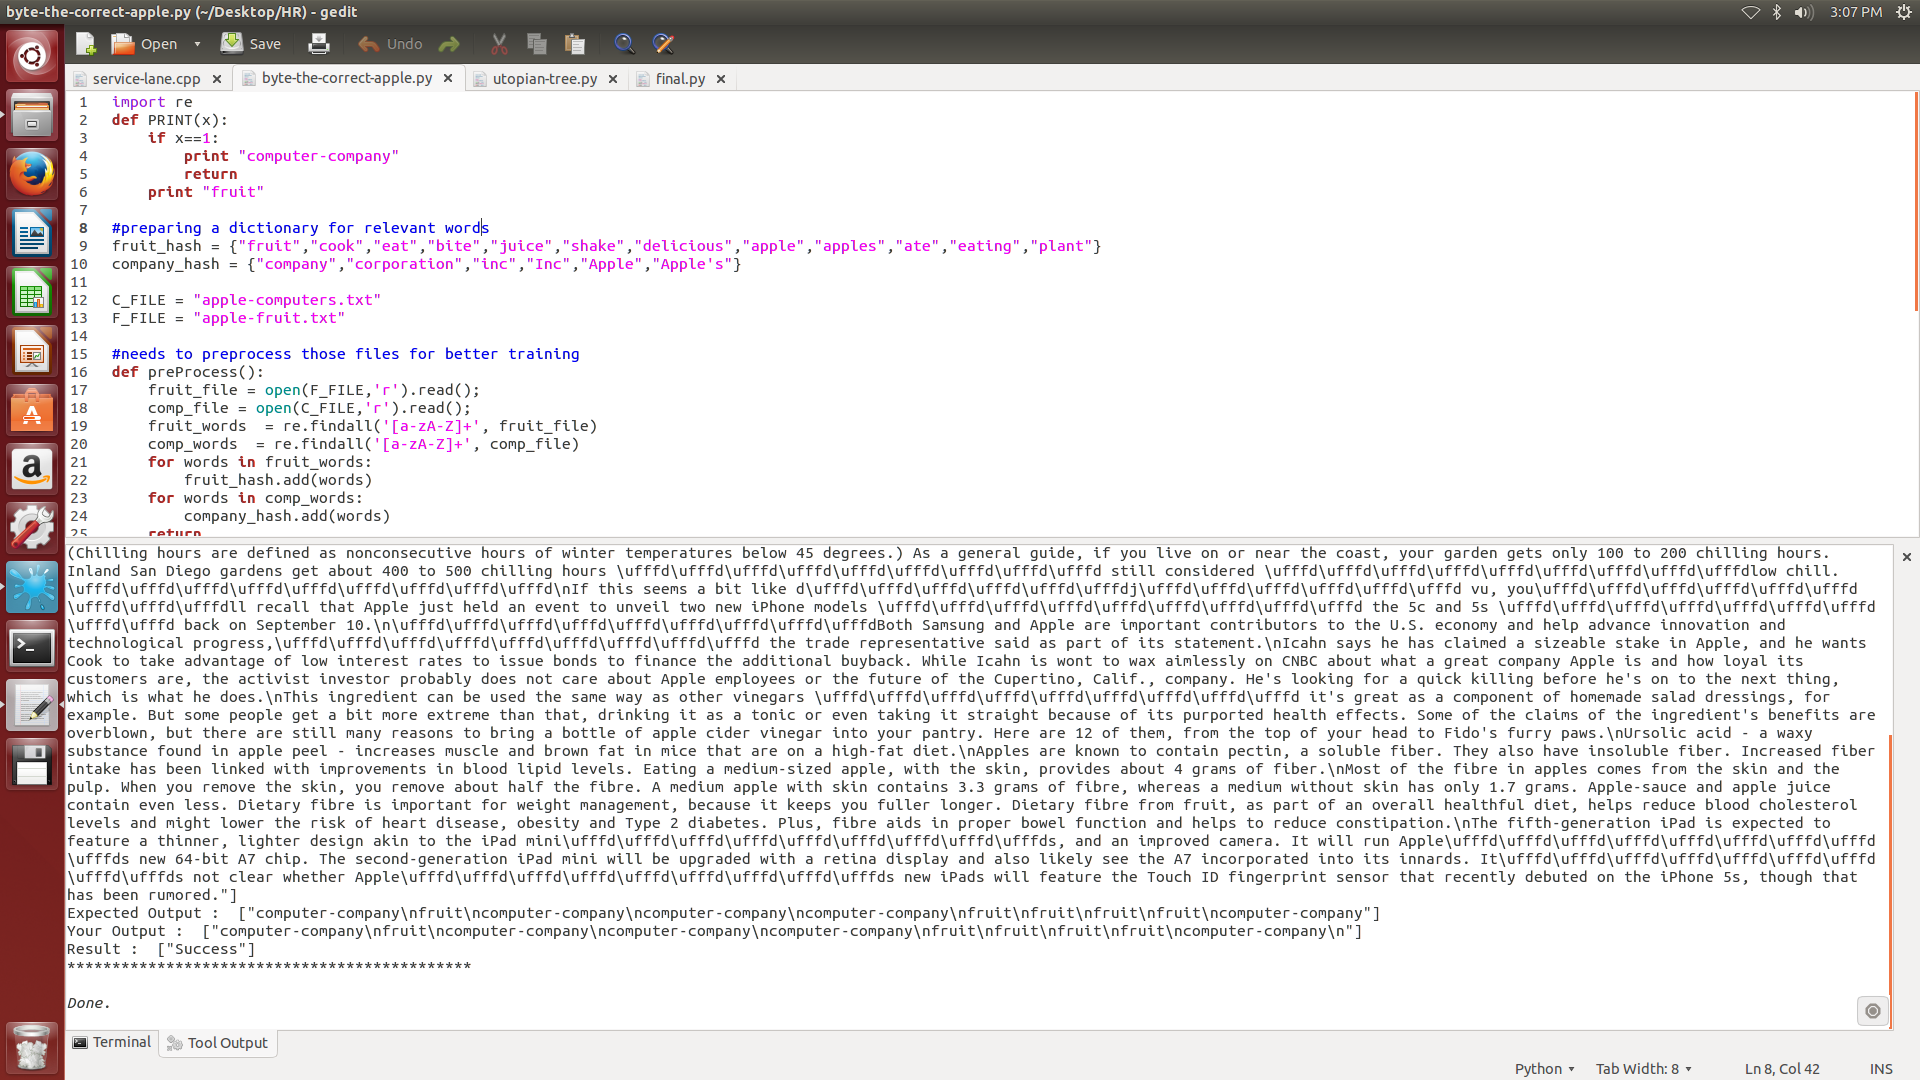 byte-the-correct-apple.py (~/Desktop/HR) - gedit
3:07 PM
Open
Save
Undo
service-lane.cpp
byte-the-correct-apple.py
utopian-tree.py
final.py
1 import re
2 def PRINT(x):
3     if x==1:
4         print "computer-company"
5         return
6     print "fruit"
7
8 #preparing a dictionary for relevant words
9 fruit_hash = {"fruit","cook","eat","bite","juice","shake","delicious","apple","apples","ate","eating","plant"}
10 company_hash = {"company","corporation","inc","Inc","Apple","Apple's"}
11
12 C_FILE = "apple-computers.txt"
13 F_FILE = "apple-fruit.txt"
14
15 #needs to preprocess those files for better training
16 def preProcess():
17     fruit_file = open(F_FILE,'r').read();
18     comp_file = open(C_FILE,'r').read();
19     fruit_words  = re.findall('[a-zA-Z]+', fruit_file)
20     comp_words  = re.findall('[a-zA-Z]+', comp_file)
21     for words in fruit_words:
22         fruit_hash.add(words)
23     for words in comp_words:
24         company_hash.add(words)
25     return
(Chilling hours are defined as nonconsecutive hours of winter temperatures below 45 degrees.) As a general guide, if you live on or near the coast, your garden gets only 100 to 200 chilling hours.
Inland San Diego gardens get about 400 to 500 chilling hours \ufffd\ufffd\ufffd\ufffd\ufffd\ufffd\ufffd\ufffd\ufffd still considered \ufffd\ufffd\ufffd\ufffd\ufffd\ufffd\ufffd\ufffd\ufffdlow chill.
\ufffd\ufffd\ufffd\ufffd\ufffd\ufffd\ufffd\ufffd\ufffd\nIf this seems a bit like d\ufffd\ufffd\ufffd\ufffd\ufffd\ufffdj\ufffd\ufffd\ufffd\ufffd\ufffd\ufffd vu, you\ufffd\ufffd\ufffd\ufffd\ufffd\ufffd
\ufffd\ufffd\ufffdll recall that Apple just held an event to unveil two new iPhone models \ufffd\ufffd\ufffd\ufffd\ufffd\ufffd\ufffd\ufffd\ufffd the 5c and 5s \ufffd\ufffd\ufffd\ufffd\ufffd\ufffd\ufffd
\ufffd\ufffd back on September 10.\n\ufffd\ufffd\ufffd\ufffd\ufffd\ufffd\ufffd\ufffd\ufffdBoth Samsung and Apple are important contributors to the U.S. economy and help advance innovation and
technological progress,\ufffd\ufffd\ufffd\ufffd\ufffd\ufffd\ufffd\ufffd\ufffd the trade representative said as part of its statement.\nIcahn says he has claimed a sizeable stake in Apple, and he wants
Cook to take advantage of low interest rates to issue bonds to finance the additional buyback. While Icahn is wont to wax aimlessly on CNBC about what a great company Apple is and how loyal its
customers are, the activist investor probably does not care about Apple employees or the future of the Cupertino, Calif., company. He's looking for a quick killing before he's on to the next thing,
which is what he does.\nThis ingredient can be used the same way as other vinegars \ufffd\ufffd\ufffd\ufffd\ufffd\ufffd\ufffd\ufffd\ufffd it's great as a component of homemade salad dressings, for
example. But some people get a bit more extreme than that, drinking it as a tonic or even taking it straight because of its purported health effects. Some of the claims of the ingredient's benefits are
overblown, but there are still many reasons to bring a bottle of apple cider vinegar into your pantry. Here are 12 of them, from the top of your head to Fido's furry paws.\nUrsolic acid - a waxy
substance found in apple peel - increases muscle and brown fat in mice that are on a high-fat diet.\nApples are known to contain pectin, a soluble fiber. They also have insoluble fiber. Increased fiber
intake has been linked with improvements in blood lipid levels. Eating a medium-sized apple, with the skin, provides about 4 grams of fiber.\nMost of the fibre in apples comes from the skin and the
pulp. When you remove the skin, you remove about half the fibre. A medium apple with skin contains 3.3 grams of fibre, whereas a medium without skin has only 1.7 grams. Apple-sauce and apple juice
contain even less. Dietary fibre is important for weight management, because it keeps you fuller longer. Dietary fibre from fruit, as part of an overall healthful diet, helps reduce blood cholesterol
levels and might lower the risk of heart disease, obesity and Type 2 diabetes. Plus, fibre aids in proper bowel function and helps to reduce constipation.\nThe fifth-generation iPad is expected to
feature a thinner, lighter design akin to the iPad mini\ufffd\ufffd\ufffd\ufffd\ufffd\ufffd\ufffd\ufffd\ufffds, and an improved camera. It will run Apple\ufffd\ufffd\ufffd\ufffd\ufffd\ufffd\ufffd\ufffd
\ufffds new 64-bit A7 chip. The second-generation iPad mini will be upgraded with a retina display and also likely see the A7 incorporated into its innards. It\ufffd\ufffd\ufffd\ufffd\ufffd\ufffd\ufffd
\ufffd\ufffds not clear whether Apple\ufffd\ufffd\ufffd\ufffd\ufffd\ufffd\ufffd\ufffd\ufffds new iPads will feature the Touch ID fingerprint sensor that recently debuted on the iPhone 5s, though that
has been rumored."]
Expected Output :  ["computer-company\nfruit\ncomputer-company\ncomputer-company\ncomputer-company\nfruit\nfruit\nfruit\nfruit\ncomputer-company"]
Your Output :  ["computer-company\nfruit\ncomputer-company\ncomputer-company\ncomputer-company\nfruit\nfruit\nfruit\nfruit\ncomputer-company\n"]
Result :  ["Success"]
*********************************************
Done.
Terminal
Tool Output
Python
Tab Width: 8
Ln 8, Col 42
INS